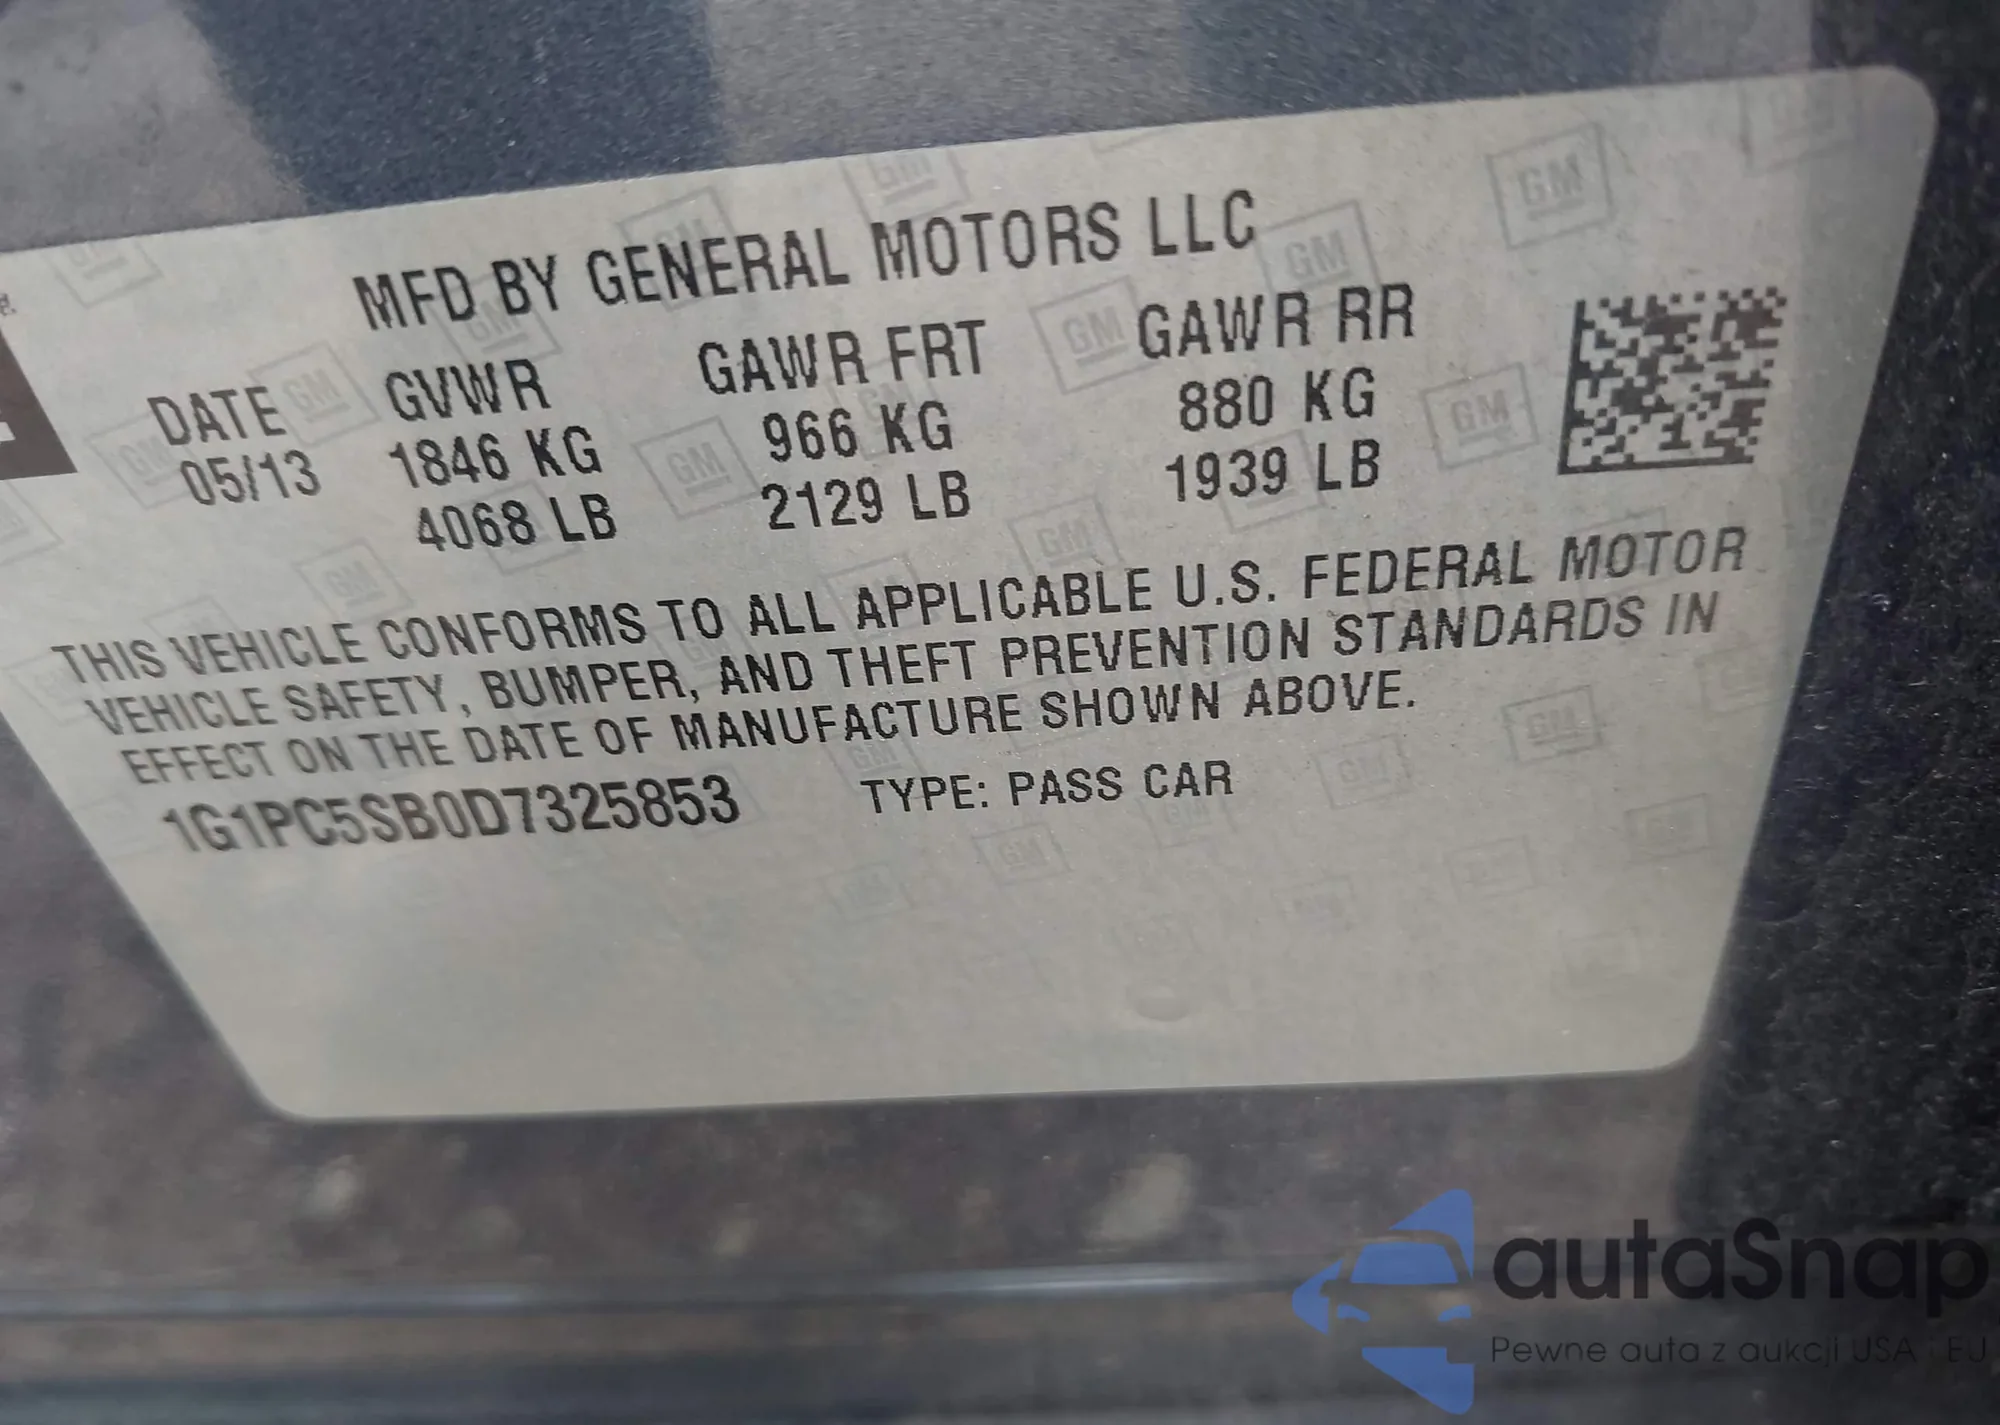 MFD BY GENERAL MOTORS LLC
DATE GVWR GAWR FRT GAWR RR
05/13 1846 KG 966 KG 880 KG
4068 LB 2129 LB 1939 LB
THIS VEHICLE CONFORMS TO ALL APPLICABLE U.S. FEDERAL MOTOR
VEHICLE SAFETY, BUMPER, AND THEFT PREVENTION STANDARDS IN
EFFECT ON THE DATE OF MANUFACTURE SHOWN ABOVE.
1G1PC5SB0D7325853 TYPE: PASS CAR
GM
autaSnap
Pewne auta z aukcji USA i EU